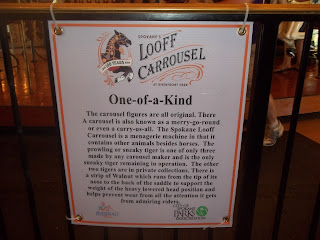 SPOKANE'S
LOOFF
CARROUSEL
AT RIVERFRONT PARK
One-of-a-Kind
The carousel figures are all original. There
A carousel is also known as a merry-go-round
or even a carry-us-all. The Spokane Looff
Carousel is a menagerie machine in that it
contains other animals besides horses. The
prowling or sneaky tiger is one of only three
made by any carousel maker and is the only
sneaky tiger remaining in operation. The other
two tigers are in private collections. There is
a strip of Walnut which runs from the tip of its
nose to the back of the saddle to support the
weight of the heavy lowered head position and
helps prevent wear from all the attention it gets
from admiring riders.
PARKS